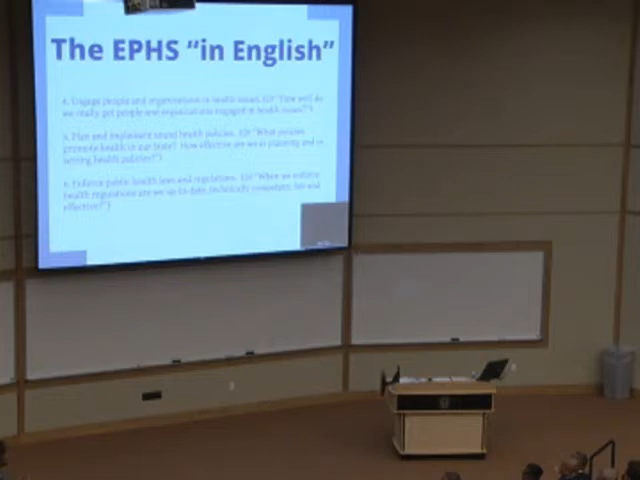 The EPHS "in English"
4. Engage people and organizations in health issues. EG? "How well do
we really get people and organizations engaged in health issues?")
5. Plan and implement sound health policies. EG? "What policies
promote health in our state? How effective are we in planning and in
setting health policies?")
6. Enforce public health laws and regulations. EG? "When we enforce
health regulations are we up-to-date, technically competent, fair and
effective?")